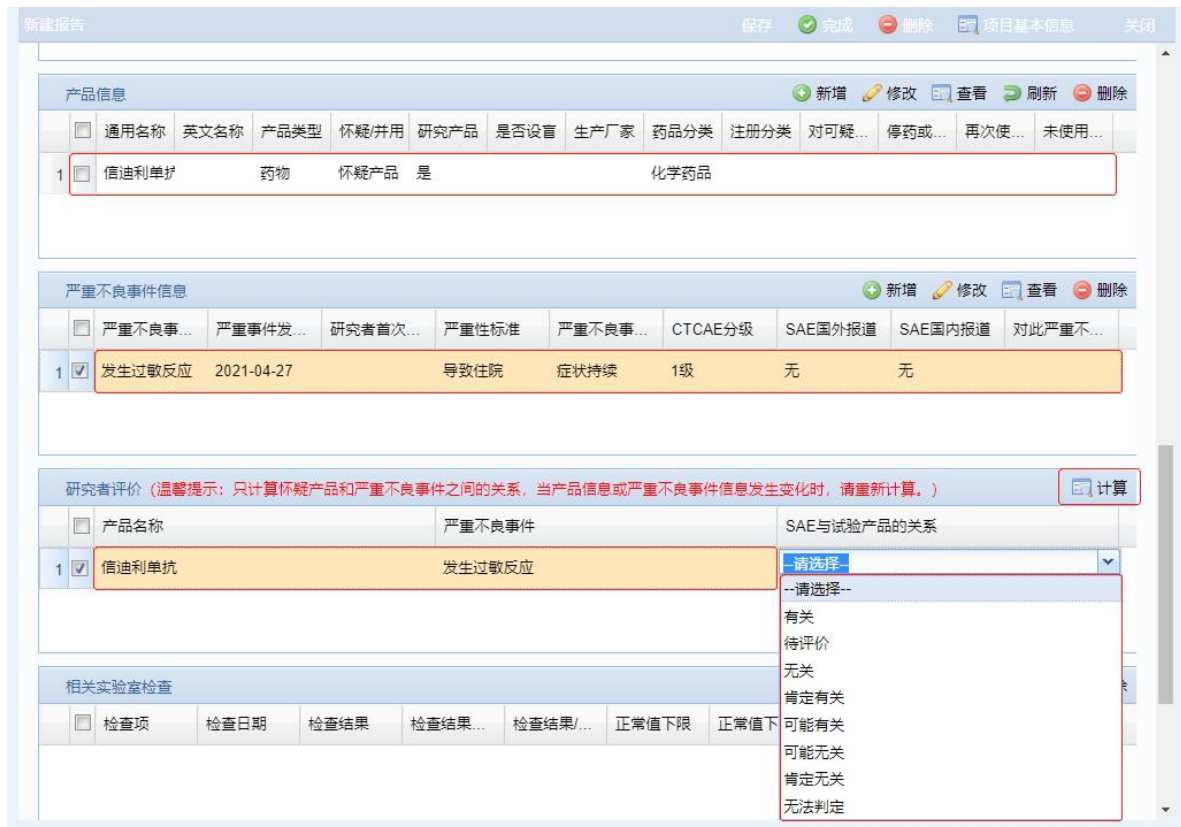 新建报告 保存 完成 删除 项目基本信息 关闭
产品信息 新增 修改 查看 刷新 删除
通用名称 英文名称 产品类型 怀疑/并用 研究产品 是否设盲 生产厂家 药品分类 注册分类 对可疑... 停药或... 再次使... 未使用...
1 信迪利单抗 药物 怀疑产品 是 化学药品
严重不良事件信息 新增 修改 查看 删除
严重不良事... 严重事件发... 研究者首次... 严重性标准 严重不良事... CTCAE分级 SAE国外报道 SAE国内报道 对此严重不...
1 发生过敏反应 2021-04-27 导致住院 症状持续 1级 无 无
研究者评价（温馨提示：只计算怀疑产品和严重不良事件之间的关系，当产品信息或严重不良事件信息发生变化时，请重新计算。） 计算
产品名称 严重不良事件 SAE与试验产品的关系
1 信迪利单抗 发生过敏反应 --请选择--
--请选择--
有关
待评价
无关
相关实验室检查
肯定有关
检查项 检查日期 检查结果 检查结果... 检查结果/... 正常值下限 正常值下
可能有关
可能无关
肯定无关
无法判定